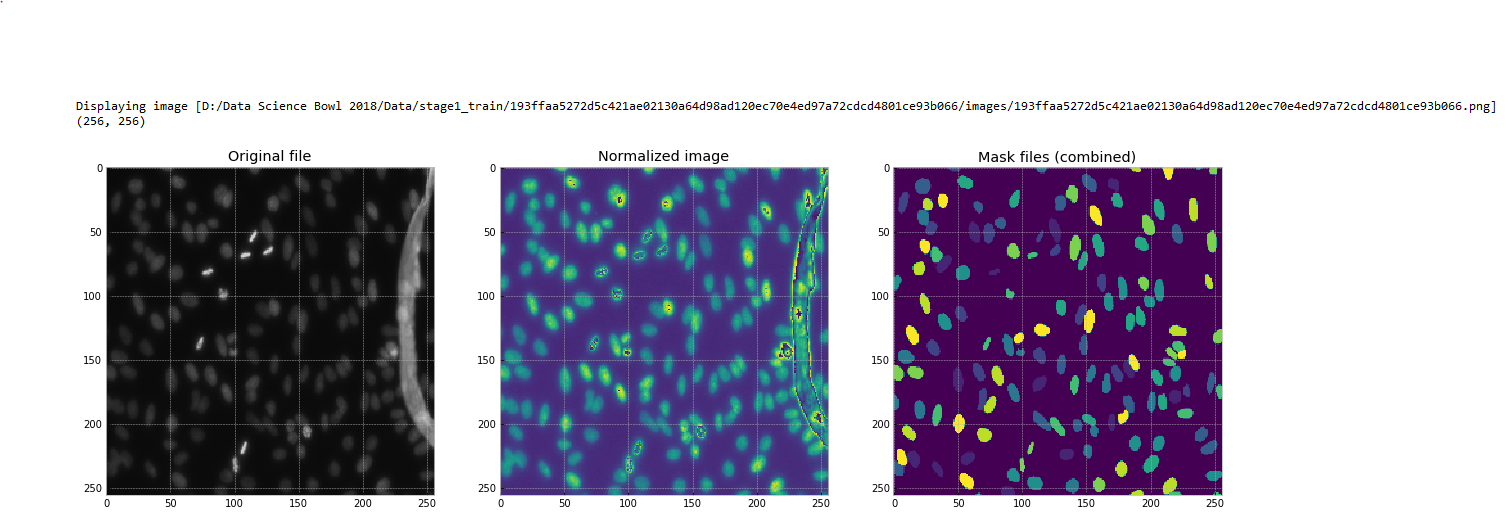 Displaying image [D:/Data Science Bowl 2018/Data/stage1_train/193ffaa5272d5c421ae02130a64d98ad120ec70e4ed97a72cdcd4801ce93b066/images/193ffaa5272d5c421ae02130a64d98ad120ec70e4ed97a72cdcd4801ce93b066.png]
(256, 256)
Original file Normalized image Mask files (combined)
0 0 0
50 50 50
100 100 100
150 150 150
200 200 200
250 250 250
0 50 100 150 200 250 0 50 100 150 200 250 0 50 100 150 200 250